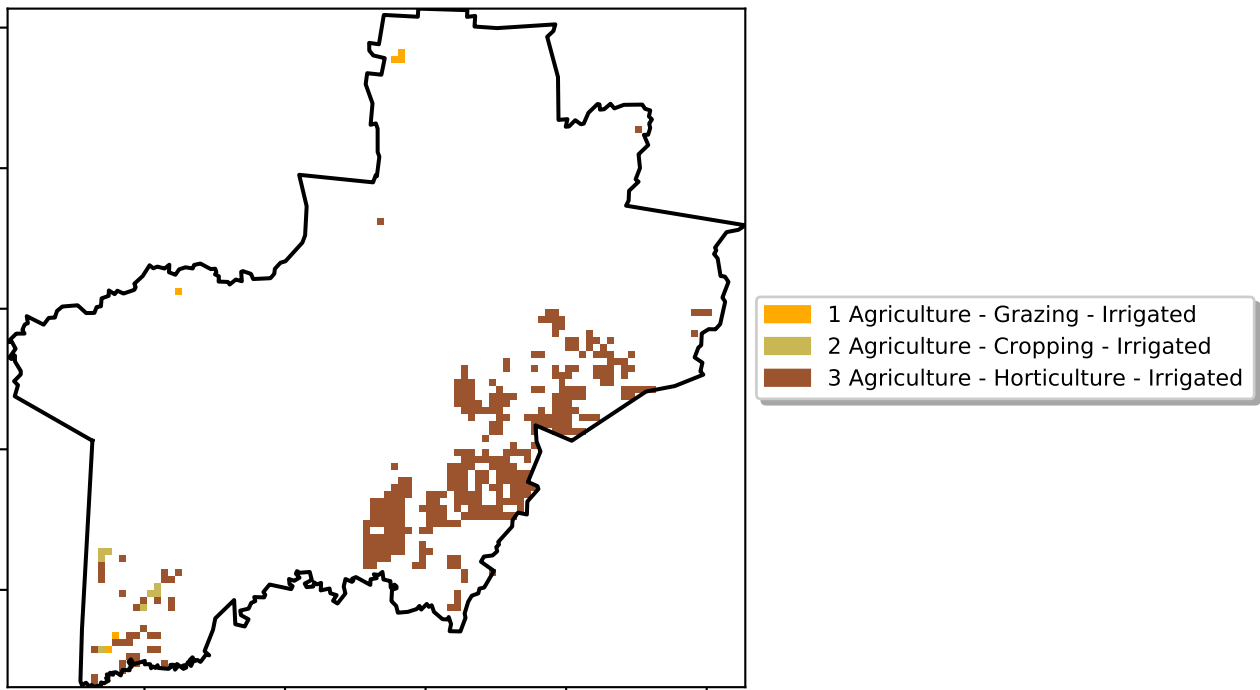 1 Agriculture - Grazing - Irrigated
2 Agriculture - Cropping - Irrigated
3 Agriculture - Horticulture - Irrigated